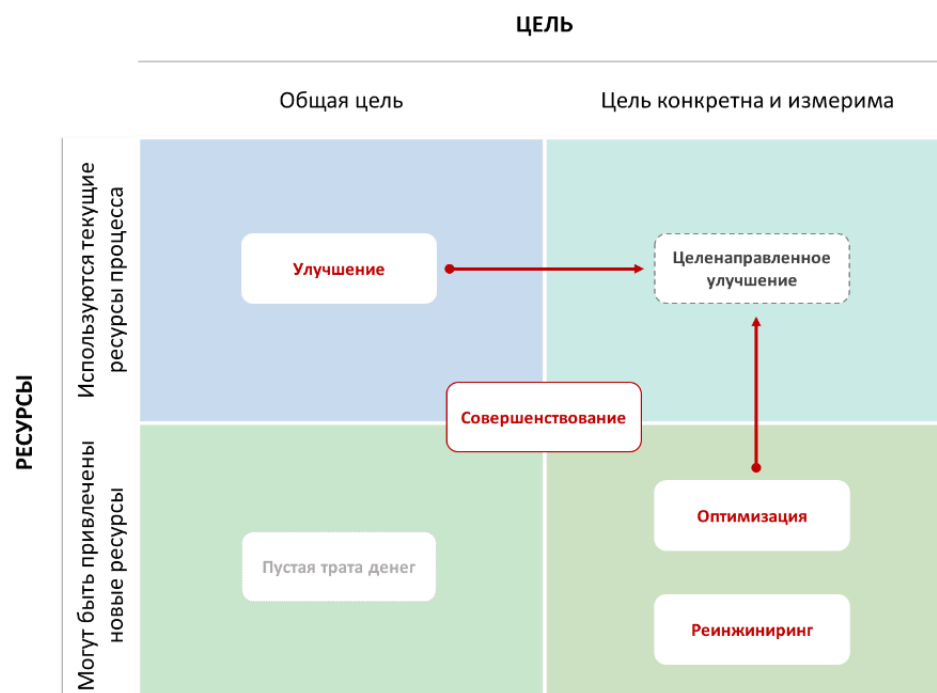 ЦЕЛЬ
Общая цель
Цель конкретна и измерима
РЕСУРСЫ
Используются текущие
ресурсы процесса
Улучшение
Целенаправленное
улучшение
Совершенствование
Могут быть привлечены
новые ресурсы
Пустая трата денег
Оптимизация
Реинжиниринг